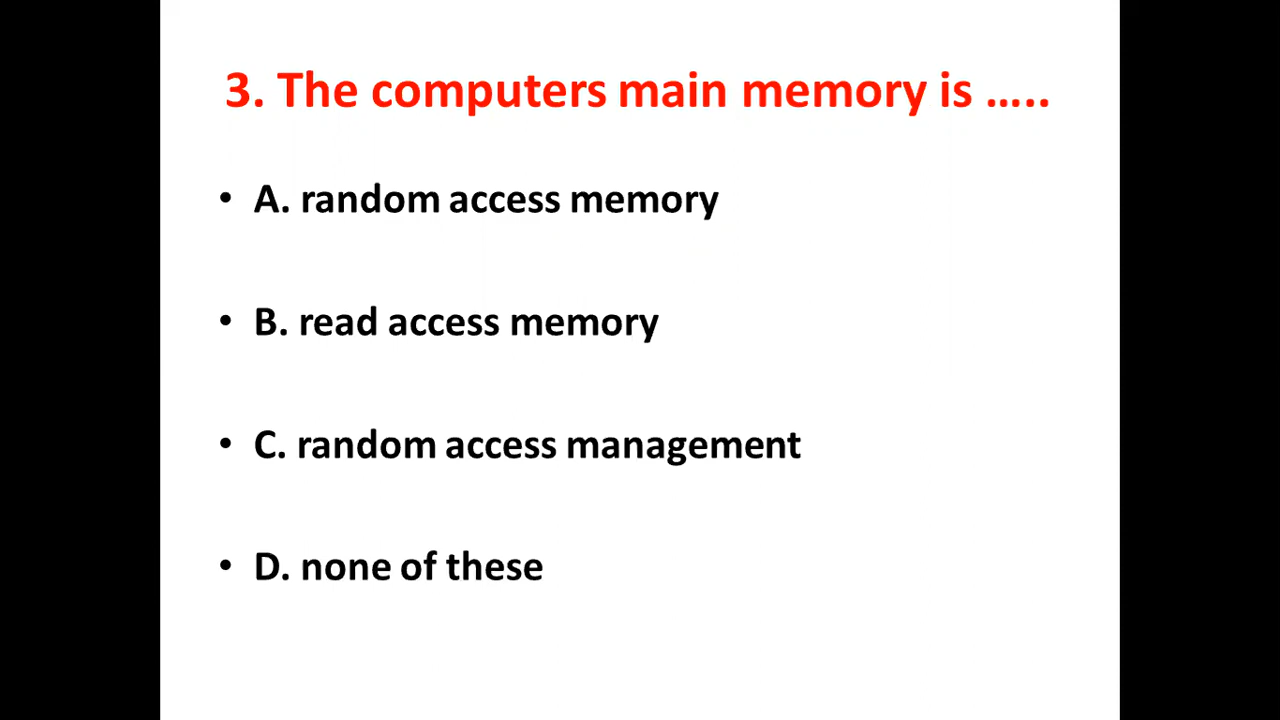 3. The computers main memory is …..
• A. random access memory
• B. read access memory
• C. random access management
• D. none of these